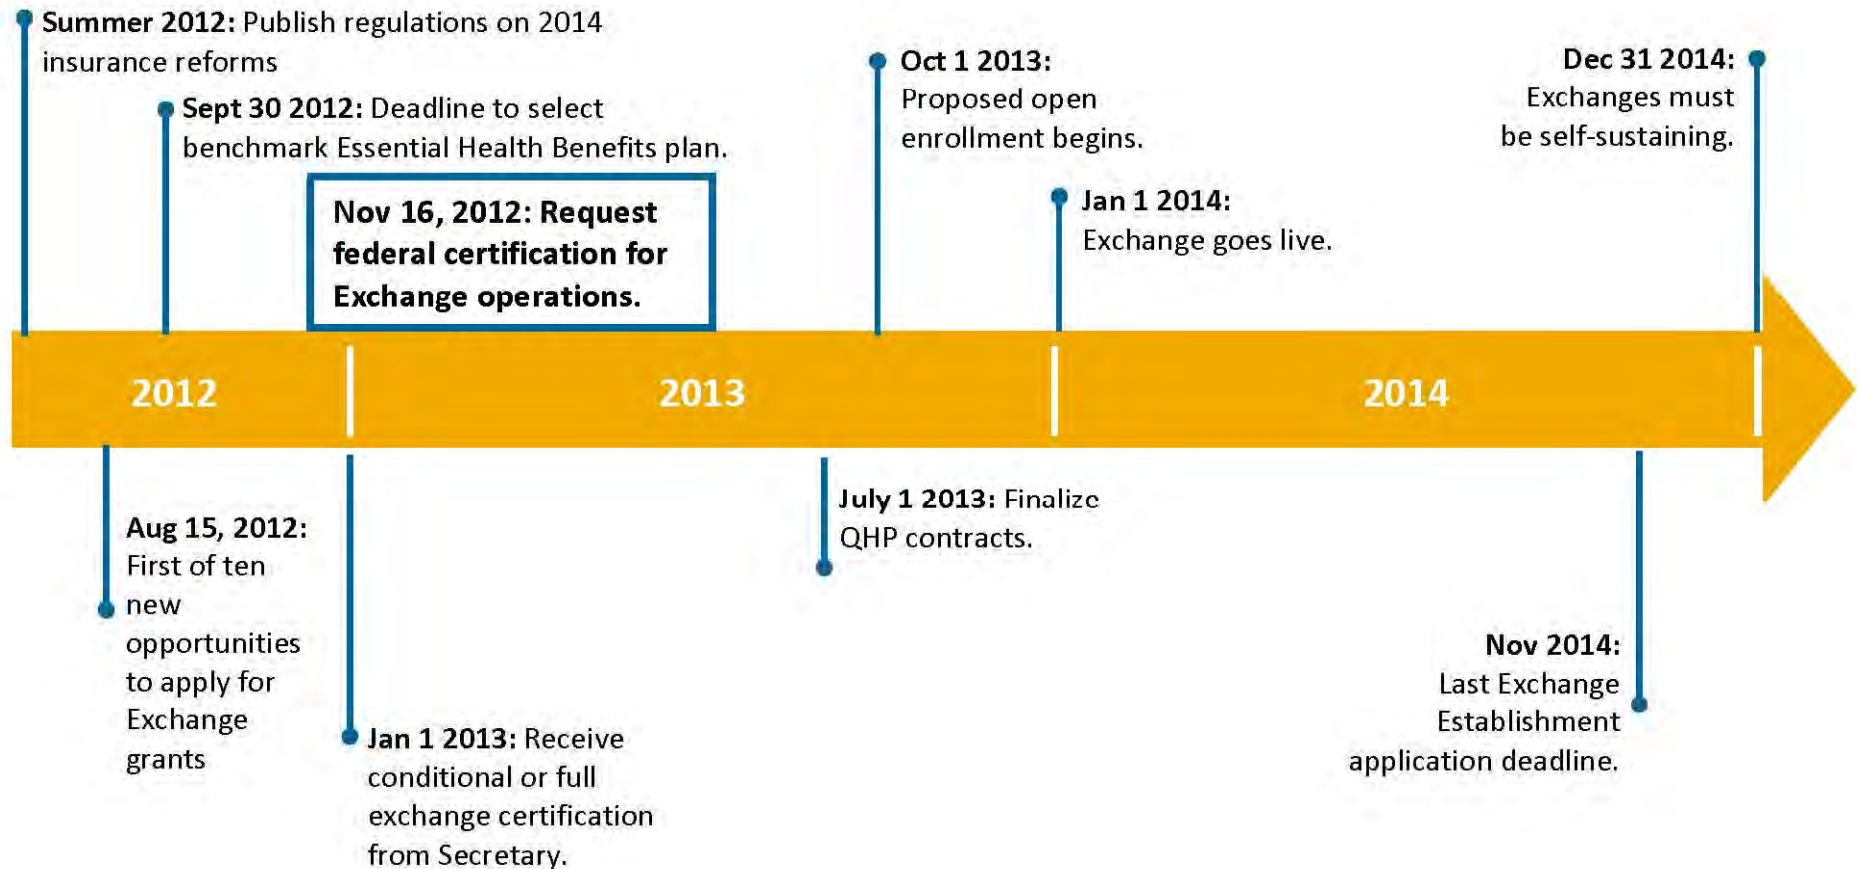 Summer 2012: Publish regulations on 2014
insurance reforms
Sept 30 2012: Deadline to select
benchmark Essential Health Benefits plan.
Nov 16, 2012: Request
federal certification for
Exchange operations.
Oct 1 2013:
Proposed open
enrollment begins.
Jan 1 2014:
Exchange goes live.
Dec 31 2014:
Exchanges must
be self-sustaining.
2012
2013
2014
Aug 15, 2012:
First of ten
new
opportunities
to apply for
Exchange
grants
Jan 1 2013: Receive
conditional or full
exchange certification
from Secretary.
July 1 2013: Finalize
QHP contracts.
Nov 2014:
Last Exchange
Establishment
application deadline.